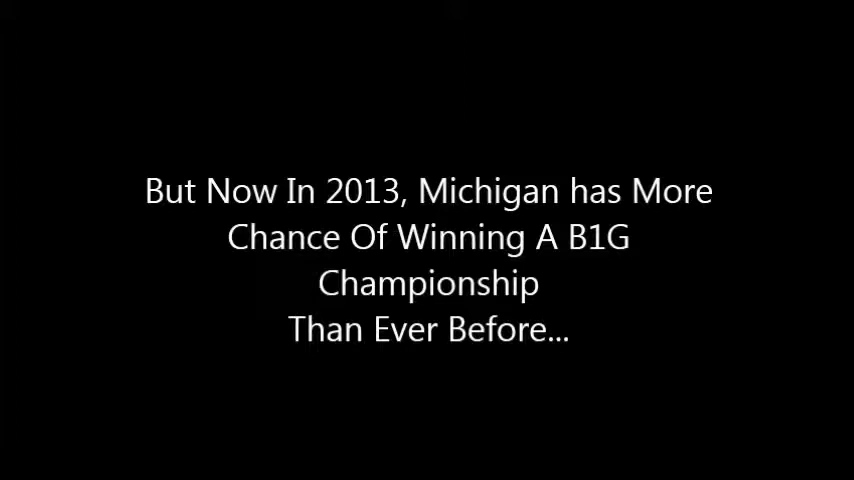 But Now In 2013, Michigan has More
Chance Of Winning A B1G
Championship
Than Ever Before...